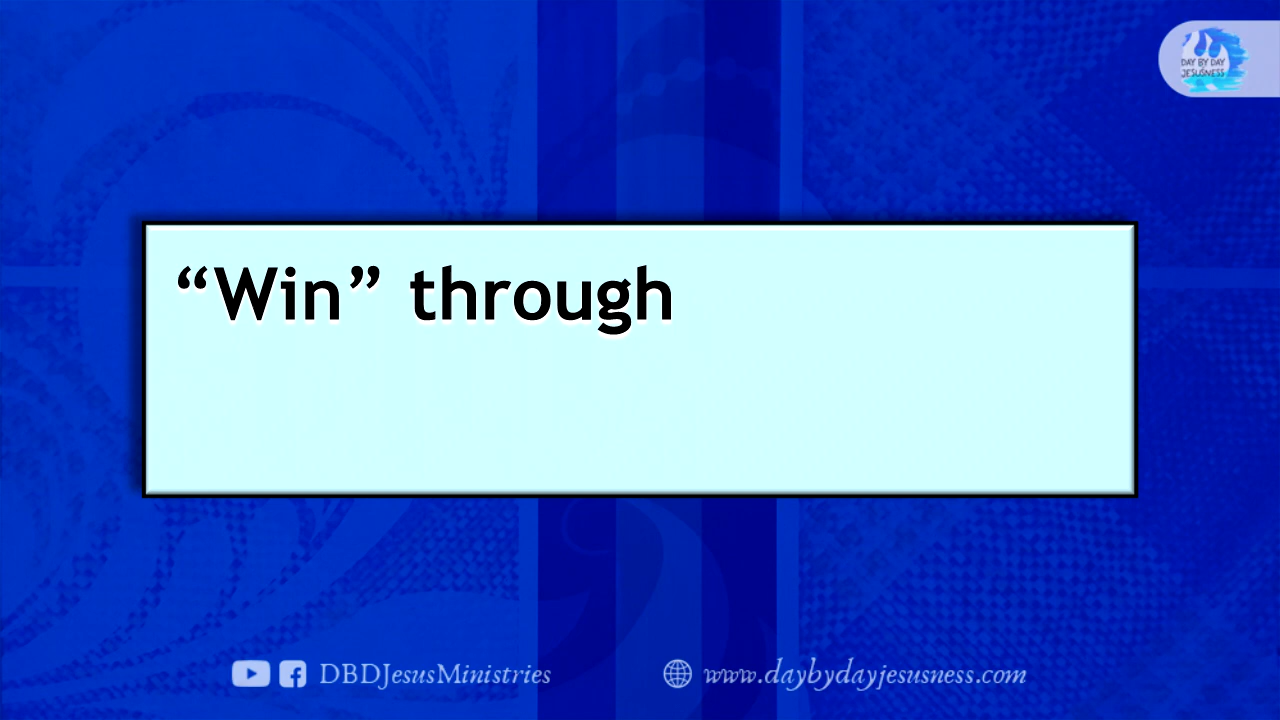 DAY BY DAY
JESUSNESS
“Win” through
DBDJesusMinistries
www.daybydayjesusness.com